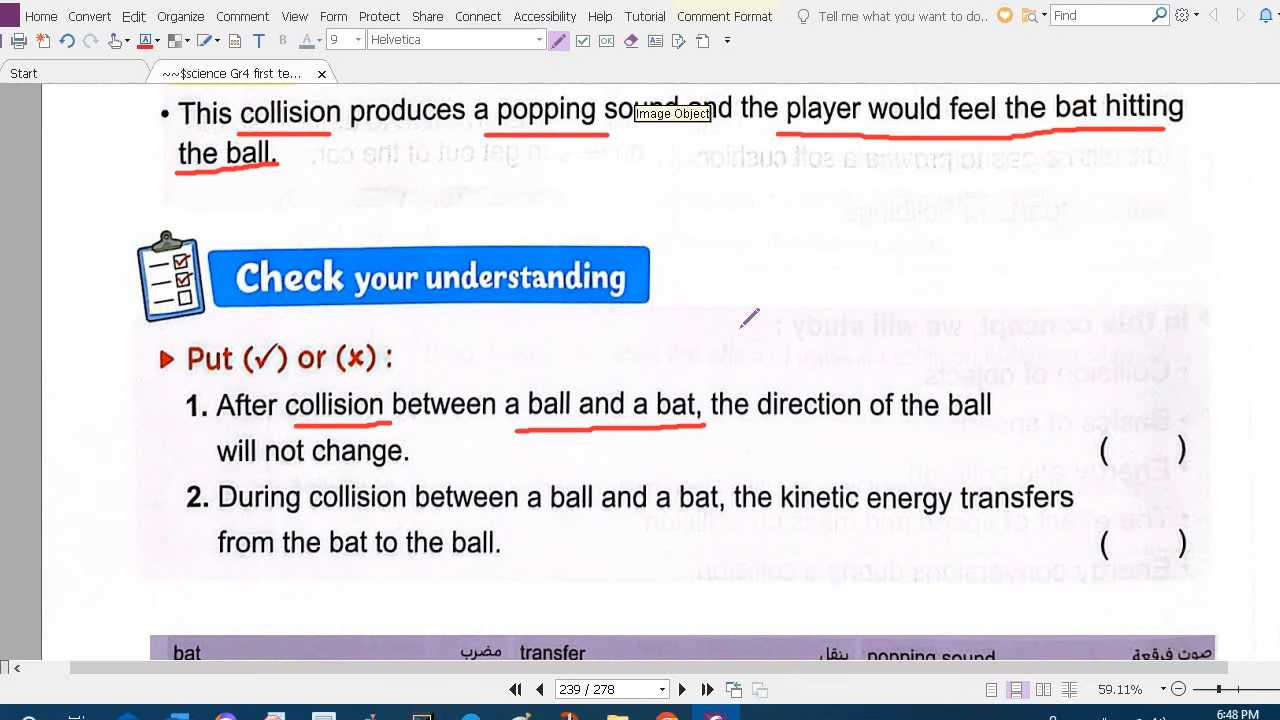 Home Convert Edit Organize Comment View Forms Protect Share Connect Accessibility Help Tutorial Comment Format Tell me what you want to do.. Find
9 Helvetica
Start ~~$science Gr4 first te...
• This collision produces a popping sound and the player would feel the bat hitting
Image Object
the ball.
Check your understanding
Put (✓) or (x) :
1. After collision between a ball and a bat, the direction of the ball
will not change. ( )
2. During collision between a ball and a bat, the kinetic energy transfers
from the bat to the ball. ( )
bat مضرب transfer ينقل popping sound صوت فرقعة
239 / 278 59.11%
6:48 PM